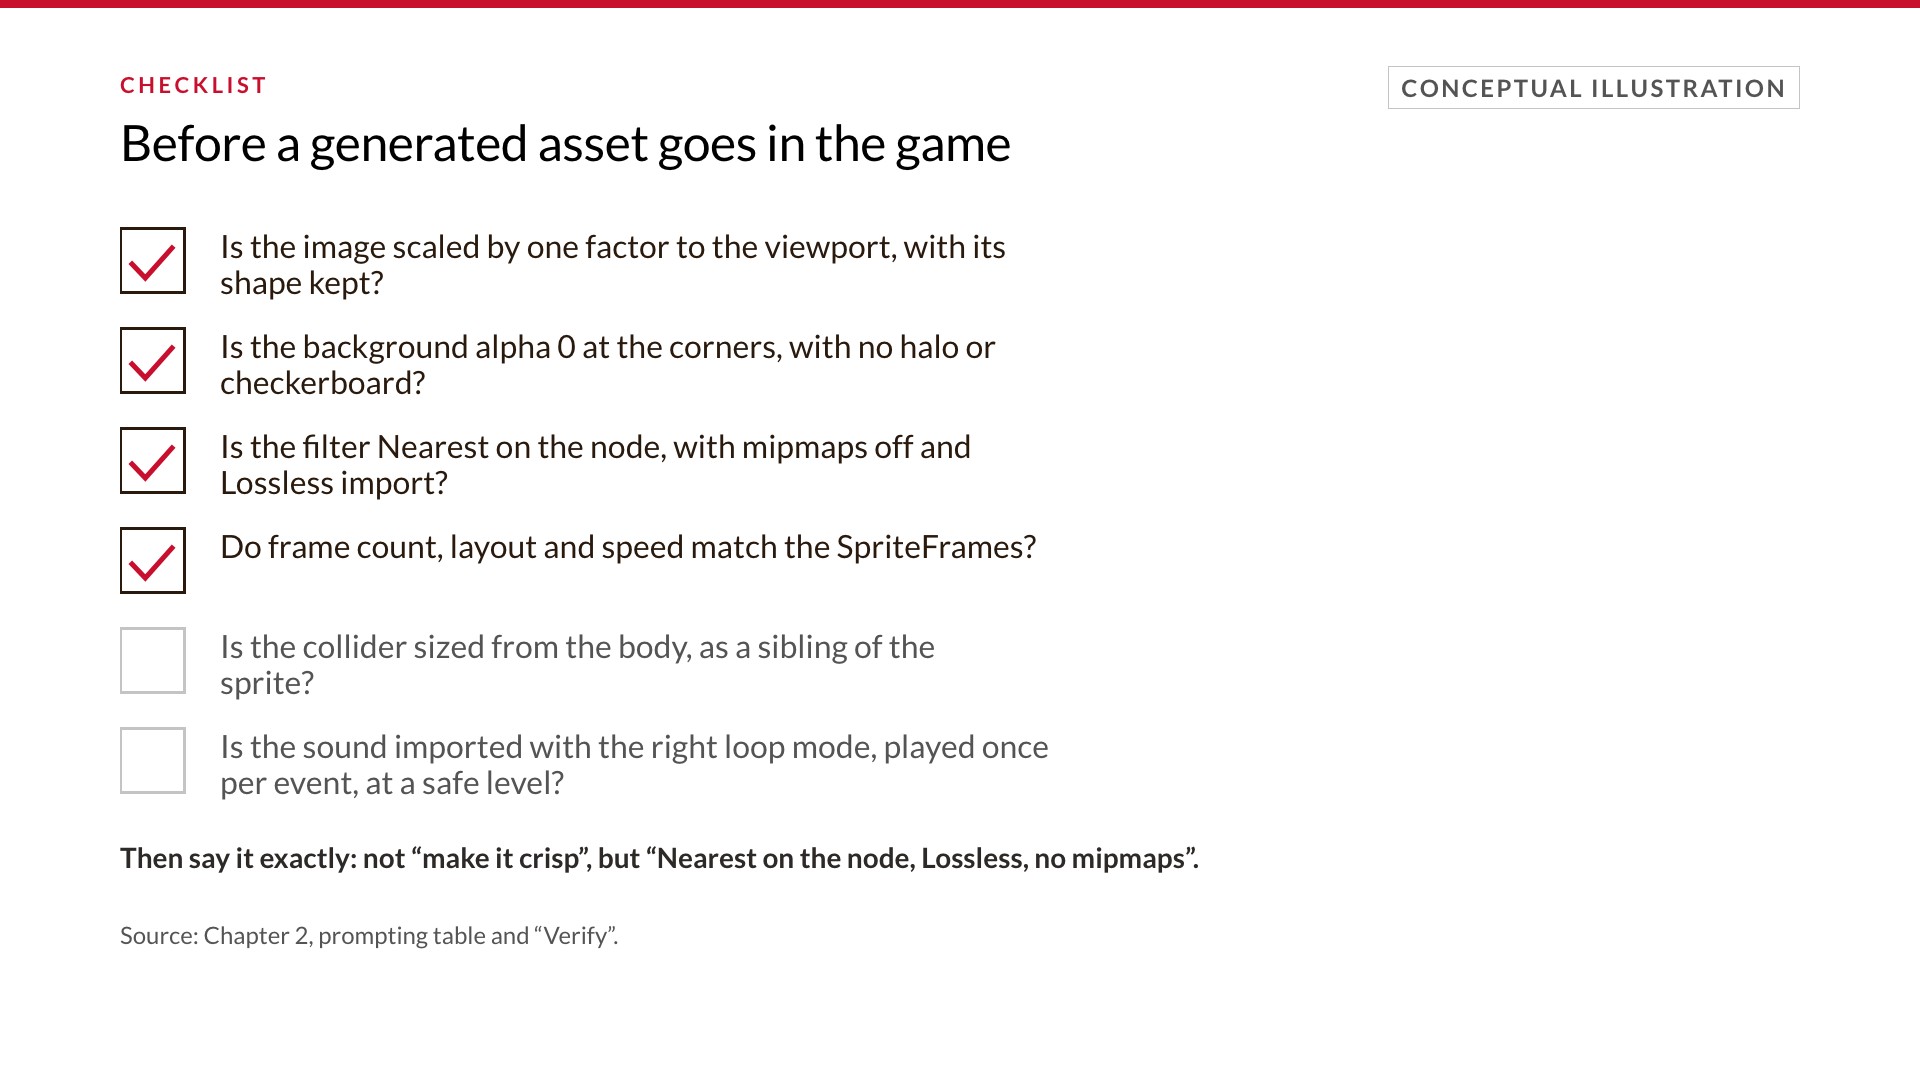 CHECKLIST
CONCEPTUAL ILLUSTRATION
Before a generated asset goes in the game
Is the image scaled by one factor to the viewport, with its
shape kept?
Is the background alpha 0 at the corners, with no halo or
checkerboard?
Is the filter Nearest on the node, with mipmaps off and
Lossless import?
Do frame count, layout and speed match the SpriteFrames?
Is the collider sized from the body, as a sibling of the
sprite?
Is the sound imported with the right loop mode, played once
per event, at a safe level?
Then say it exactly: not “make it crisp”, but “Nearest on the node, Lossless, no mipmaps”.
Source: Chapter 2, prompting table and “Verify”.